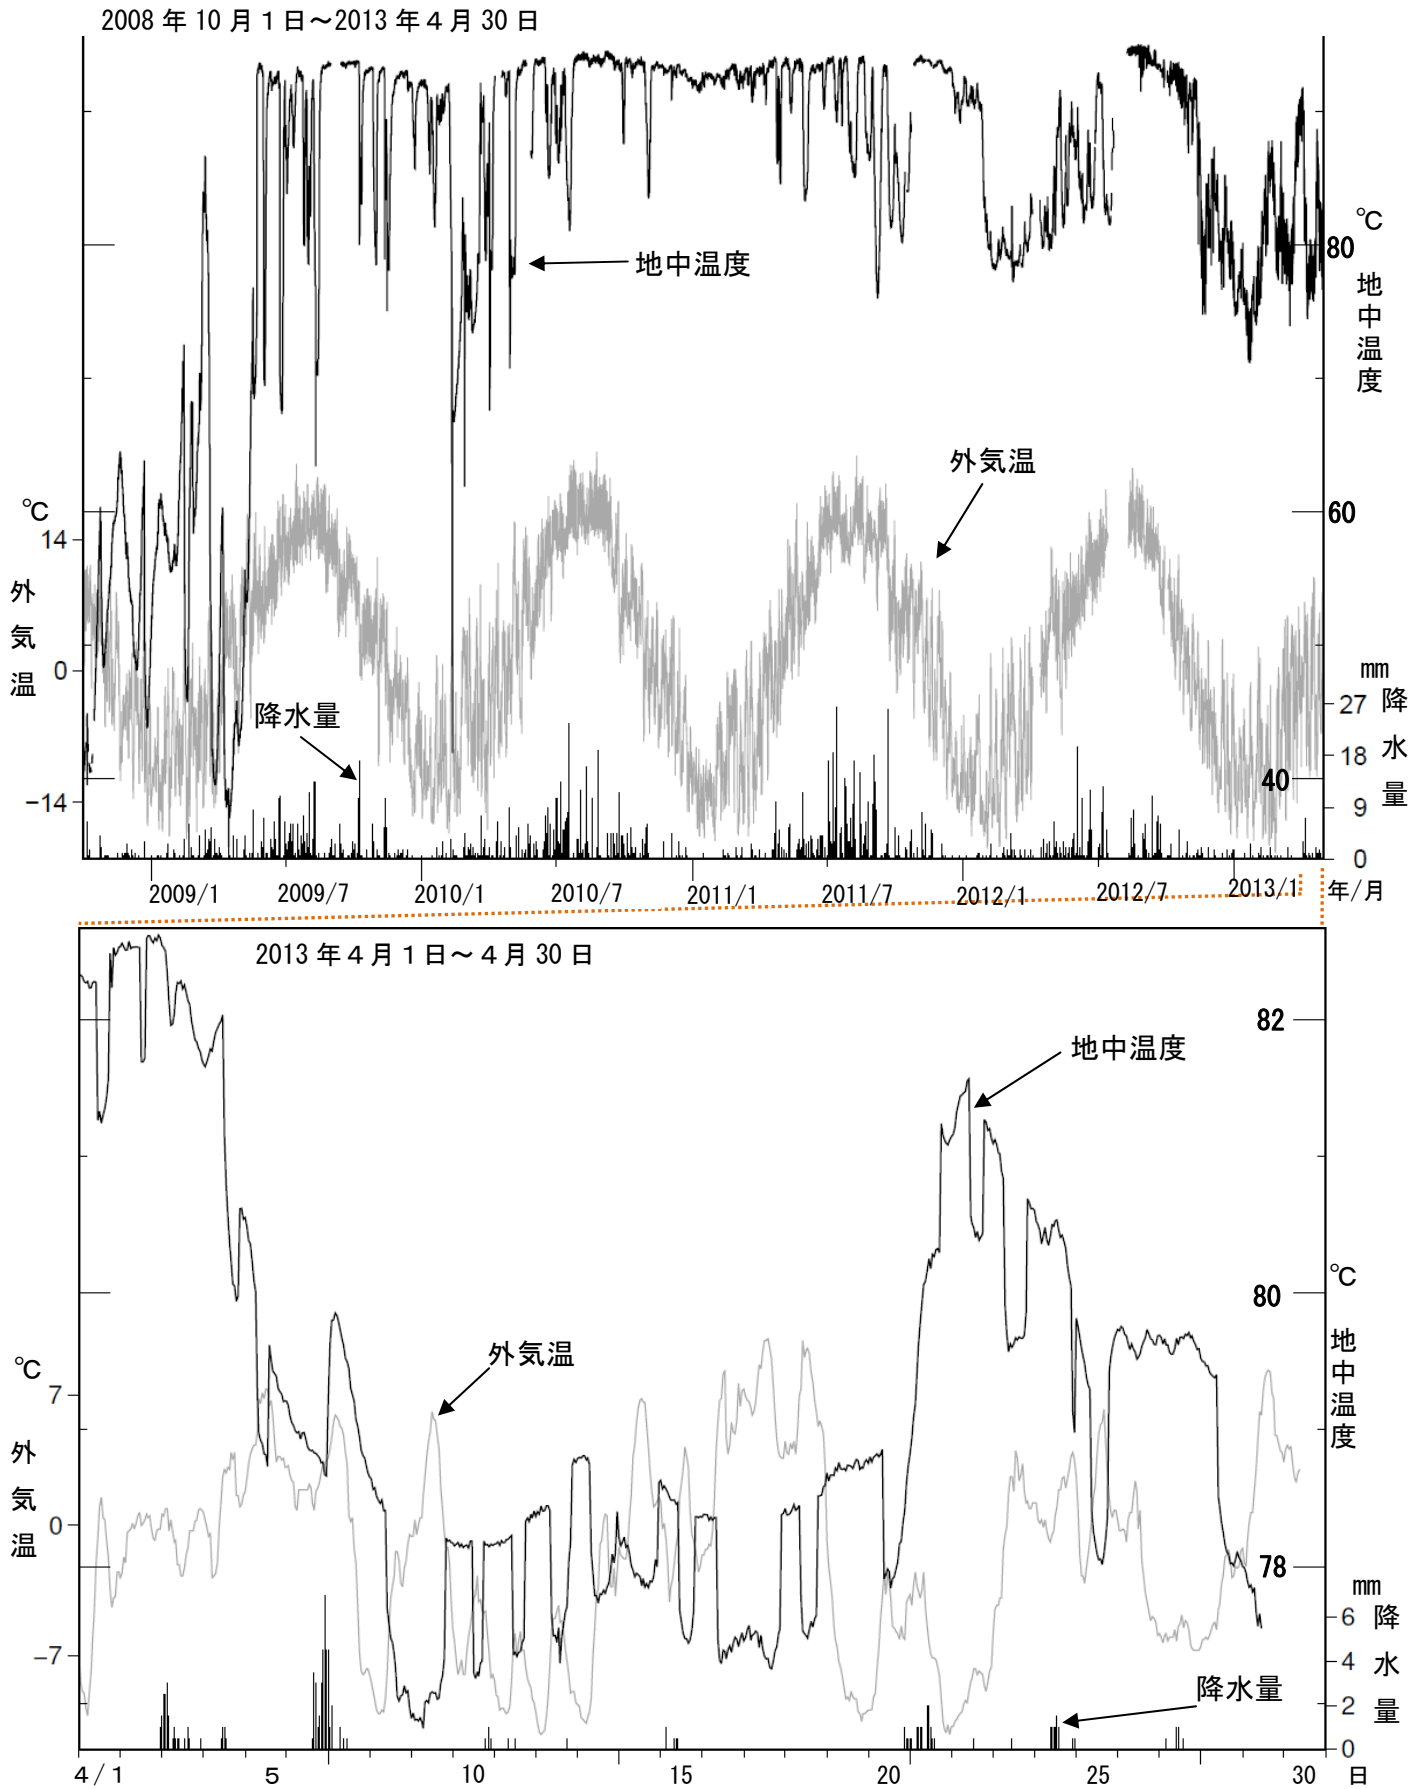 2008 年 10 月 1 日～2013 年 4 月 30 日
℃
80
地中温度
地中温度
外気温
℃
60
14
外気温
0
mm
降水量
27
降水量
18
40
-14
9
0
2009/1
2009/7
2010/1
2010/7
2011/1
2011/7
2012/1
2012/7
2013/1
年/月
2013 年 4 月 1 日～ 4 月 30 日
82
地中温度
℃
80
地中温度
外気温
℃
7
外気温
0
78
mm
6
降水量
-7
4
降水量
2
0
4/1
5
10
15
20
25
30
日